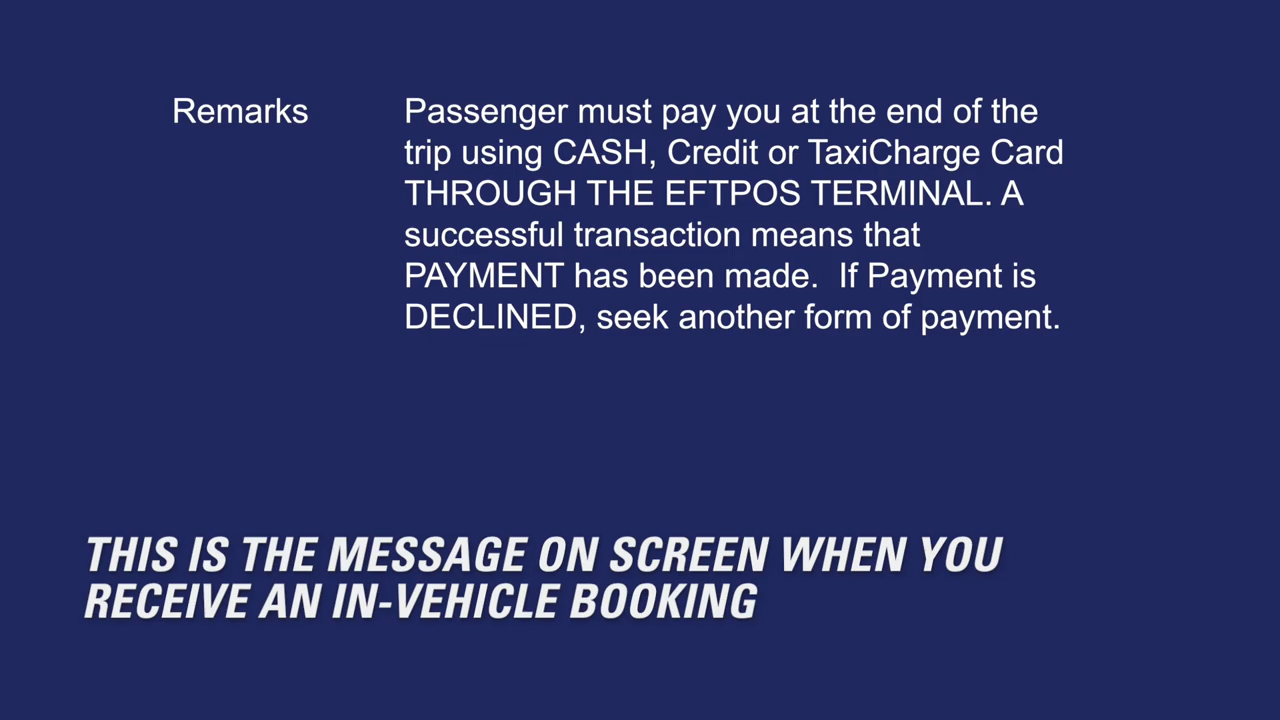 Remarks
Passenger must pay you at the end of the
trip using CASH, Credit or TaxiCharge Card
THROUGH THE EFTPOS TERMINAL. A
successful transaction means that
PAYMENT has been made.  If Payment is
DECLINED, seek another form of payment.
THIS IS THE MESSAGE ON SCREEN WHEN YOU
RECEIVE AN IN-VEHICLE BOOKING